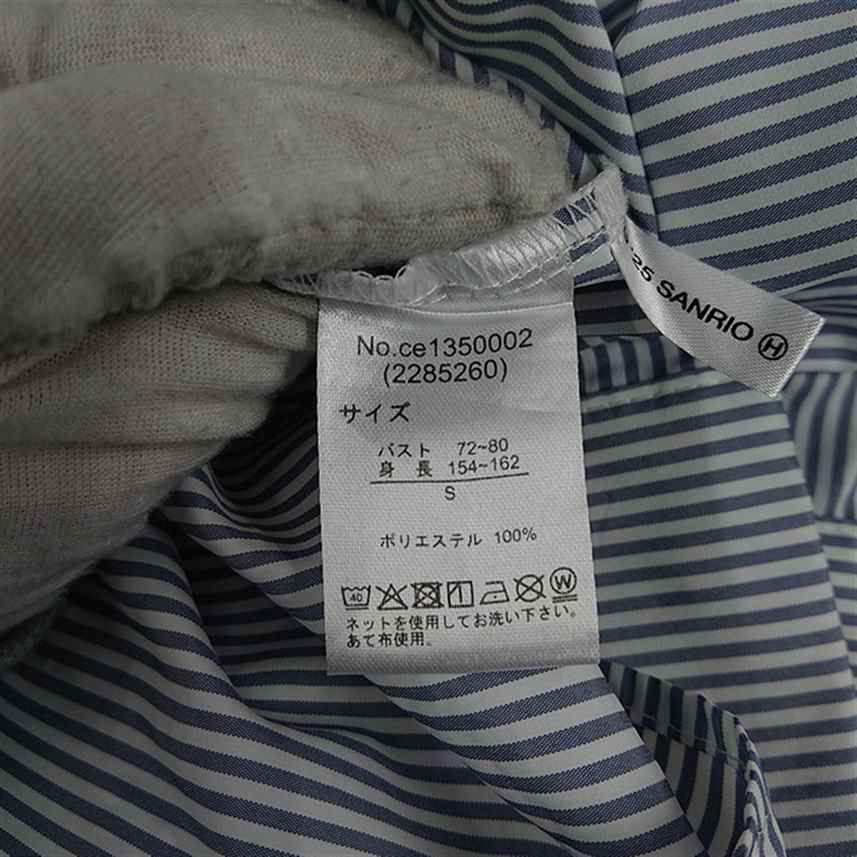 No.ce1350002
(2285260)
サイズ
バスト 72~80
身 長 154~162
S
ポリエステル 100%
40
W
ネットを使用してお洗い下さい。
あて布使用。
25 SANRIO Ⓗ